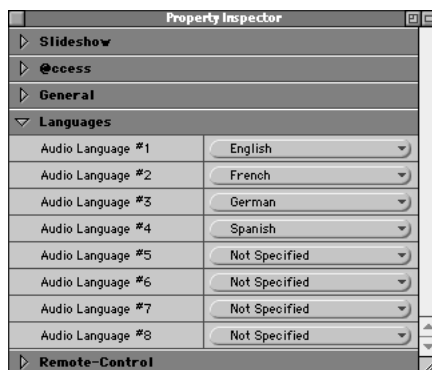 Property Inspector
Slideshow
@ccess
General
Languages
Audio Language #1 English
Audio Language #2 French
Audio Language #3 German
Audio Language #4 Spanish
Audio Language #5 Not Specified
Audio Language #6 Not Specified
Audio Language #7 Not Specified
Audio Language #8 Not Specified
Remote-Control